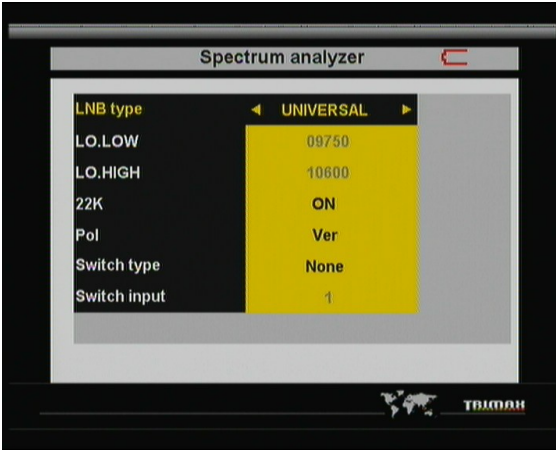 Spectrum analyzer
LNB type ◄ UNIVERSAL ►
LO.LOW 09750
LO.HIGH 10600
22K ON
Pol Ver
Switch type None
Switch input 1
TRIMAX